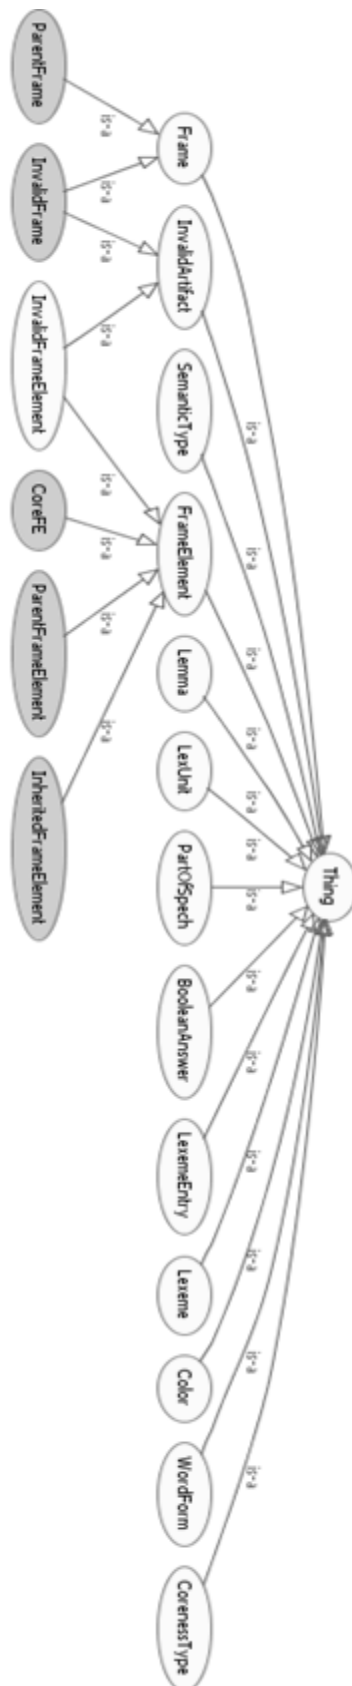 Thing
is-a is-a is-a is-a is-a is-a is-a is-a is-a is-a is-a is-a is-a
Frame InvalidArtifact SemanticType FrameElement Lemma LexUnit PartOfSpech BooleanAnswer LexemeEntry Lexeme Color WordForm CorenessType
is-a is-a is-a is-a is-a is-a is-a is-a
ParentFrame InvalidFrame InvalidFrameElement CoreFE ParentFrameElement InheritedFrameElement